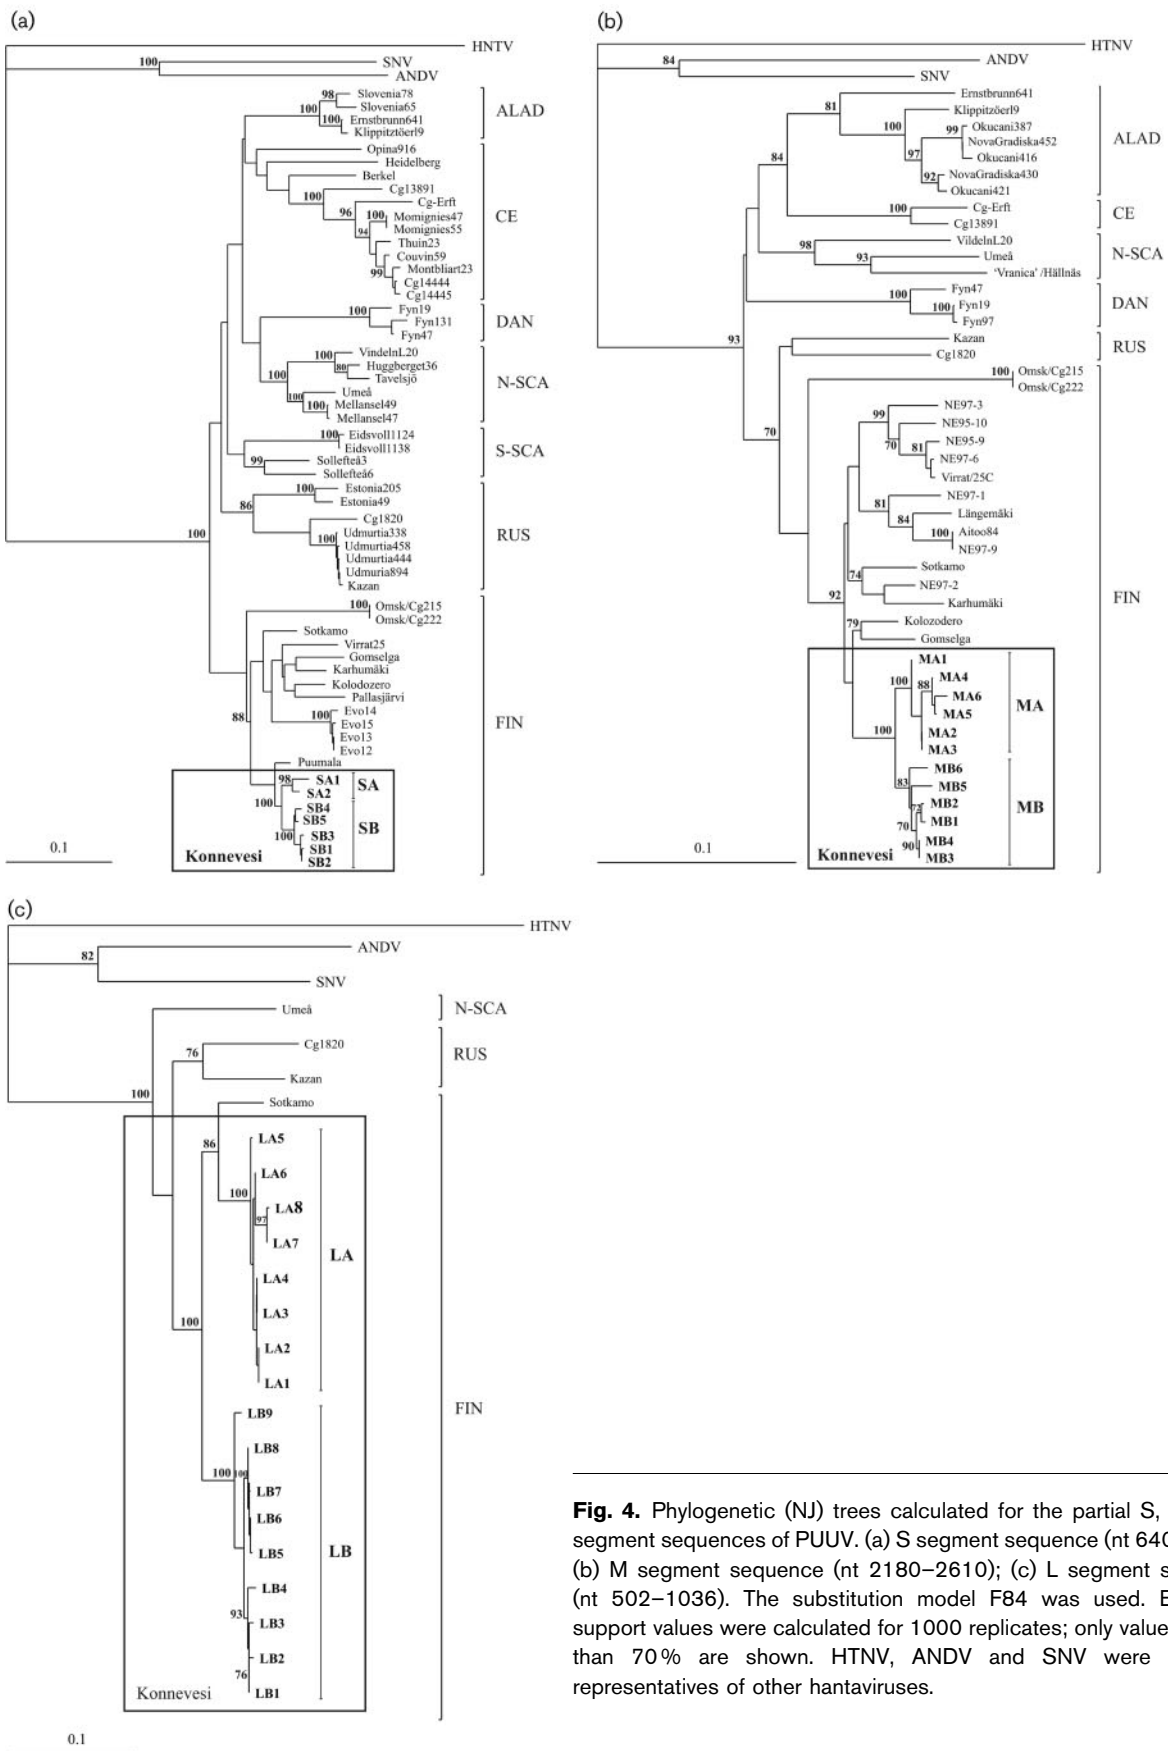 (a)
HNTV
100
SNV
ANDV
98
Slovenia78
100
Slovenia65
100
Ernstbrunn641
Klippitztöerl9
ALAD
Opina916
Heidelberg
Berkel
100
Cg13891
Cg-Erft
96
100
Momignies47
94
Momignies55
Thuin23
Couvin59
99
Montbliart23
Cg14444
Cg14445
CE
100
Fyn19
Fyn131
Fyn47
DAN
100
VindelnL20
80
Huggberget36
100
Tavelsjö
100
Umeå
100
Mellansel49
Mellansel47
N-SCA
100
Eidsvoll1124
Eidsvoll1138
99
Sollefteå3
Sollefteå6
S-SCA
100
Estonia205
86
Estonia49
Cg1820
100
Udmurtia338
Udmurtia458
Udmurtia444
Udmuria894
Kazan
RUS
100
100
Omsk/Cg215
Omsk/Cg222
Sotkamo
Virrat25
Gomselga
Karhumäki
Kolodozero
Pallasjärvi
88
100
Evo14
Evo15
Evo13
Evo12
Puumala
FIN
98
SA1
SA2
SA
100
SB4
SB5
100
SB3
SB1
SB2
SB
Konnevesi
0.1
(b)
HTNV
84
ANDV
SNV
81
Ernstbrunn641
100
Klippitzöerl9
99
Okucani387
NovaGradiska452
97
Okucani416
92
NovaGradiska430
Okucani421
ALAD
84
100
Cg-Erft
Cg13891
CE
98
VildelnL20
93
Umeå
'Vranica' /Hällnäs
N-SCA
100
Fyn47
100
Fyn19
Fyn97
DAN
93
Kazan
Cg1820
RUS
70
100
Omsk/Cg215
Omsk/Cg222
99
NE97-3
70
NE95-10
81
NE95-9
NE97-6
Virrat/25C
81
NE97-1
84
Längemäki
100
Aitoo84
NE97-9
74
Sotkamo
92
NE97-2
Karhumäki
79
Kolozodero
Gomselga
FIN
100
MA1
88
MA4
MA6
MA5
MA2
MA3
MA
100
83
MB6
MB5
72
MB2
70
MB1
90
MB4
MB3
MB
Konnevesi
0.1
(c)
HTNV
82
ANDV
SNV
Umeå
N-SCA
76
Cg1820
Kazan
RUS
100
Sotkamo
86
LA5
LA6
100
LA8
97
LA7
LA4
LA3
LA2
LA1
LA
100
LB9
LB8
100
100
LB7
LB6
LB5
LB4
93
LB3
LB2
76
LB1
LB
FIN
Konnevesi
0.1
Fig. 4. Phylogenetic (NJ) trees calculated for the partial S,
segment sequences of PUUV. (a) S segment sequence (nt 640
(b) M segment sequence (nt 2180–2610); (c) L segment s
(nt 502–1036). The substitution model F84 was used. B
support values were calculated for 1000 replicates; only value
than 70% are shown. HTNV, ANDV and SNV were
representatives of other hantaviruses.